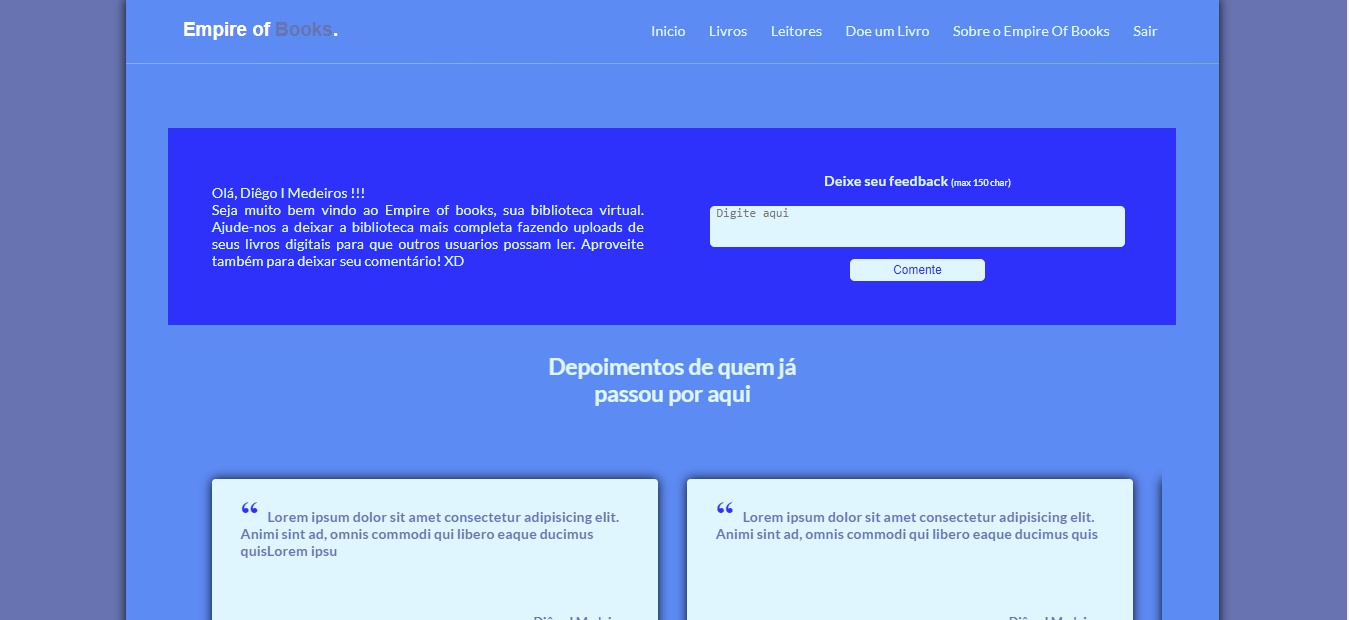 Empire of Books.
Inicio Livros Leitores Doe um Livro Sobre o Empire Of Books Sair
Olá, Diêgo I Medeiros !!!
Seja muito bem vindo ao Empire of books, sua biblioteca virtual.
Ajude-nos a deixar a biblioteca mais completa fazendo uploads de
seus livros digitais para que outros usuarios possam ler. Aproveite
também para deixar seu comentário! XD
Deixe seu feedback (max 150 char)
Digite aqui
Comente
Depoimentos de quem já
passou por aqui
“ Lorem ipsum dolor sit amet consectetur adipisicing elit.
Animi sint ad, omnis commodi qui libero eaque ducimus
quisLorem ipsu
“ Lorem ipsum dolor sit amet consectetur adipisicing elit.
Animi sint ad, omnis commodi qui libero eaque ducimus quis